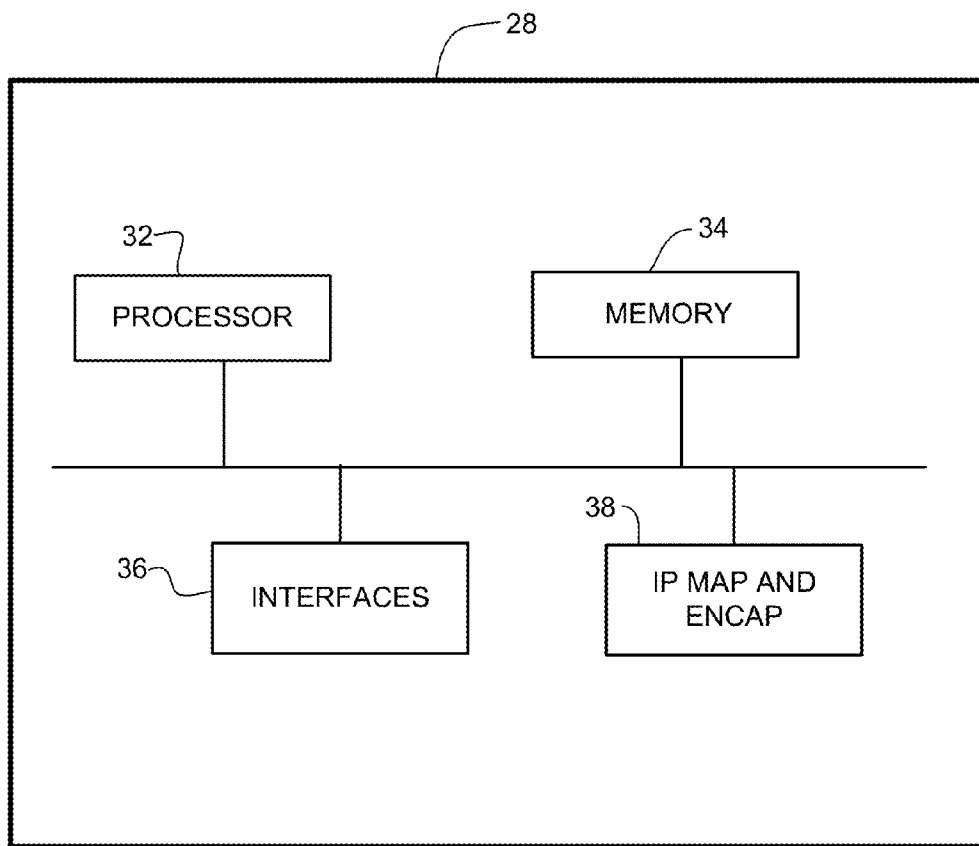 28
32
34
PROCESSOR
MEMORY
36
38
INTERFACES
IP MAP AND
ENCAP